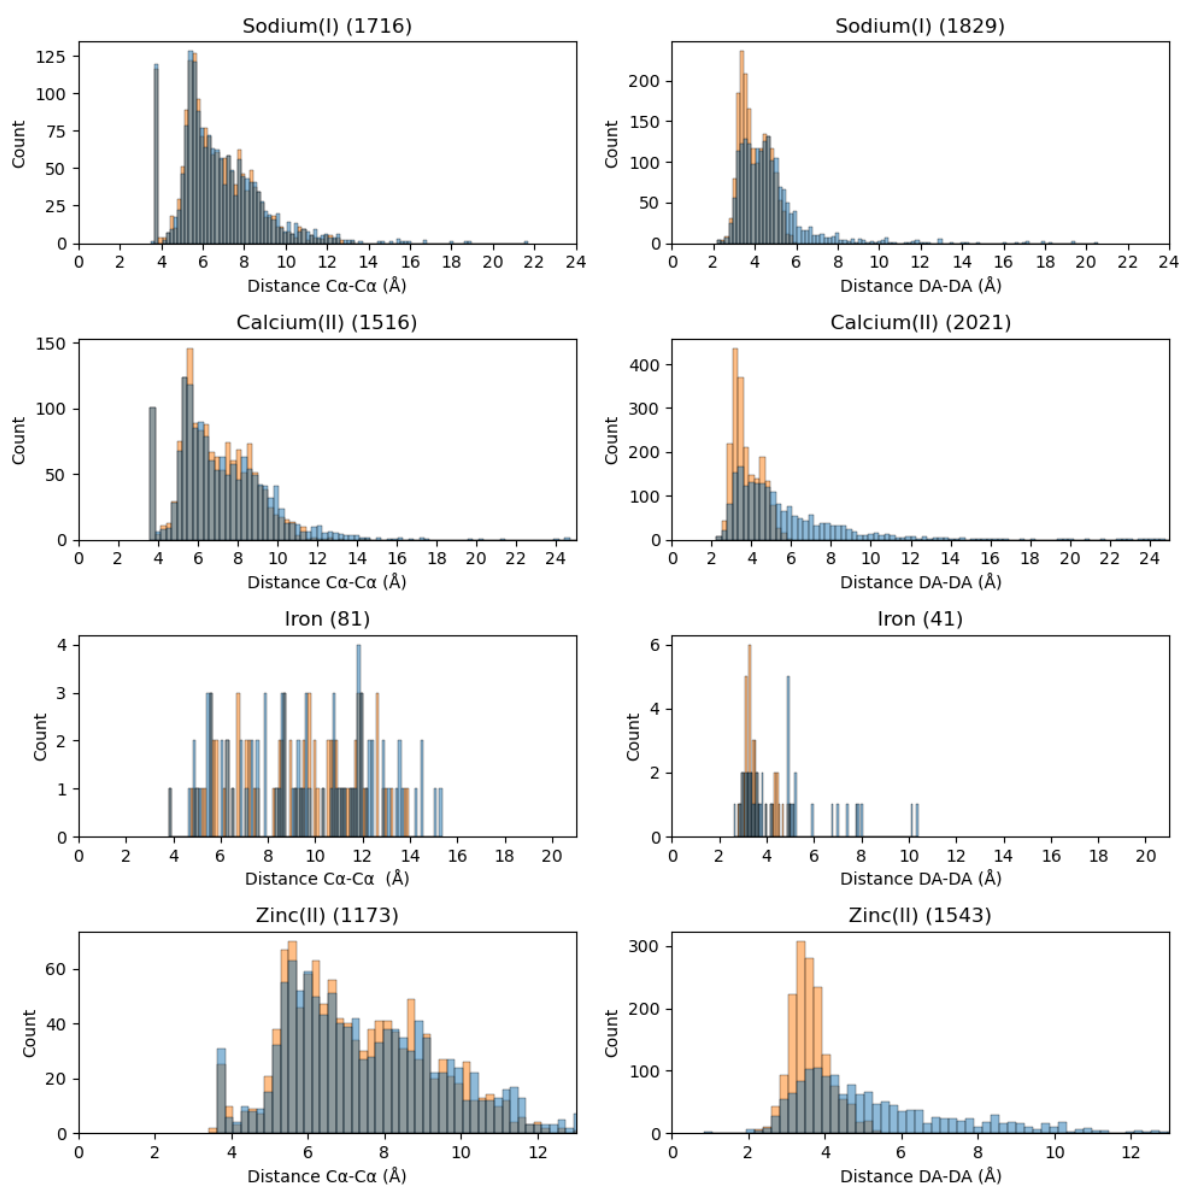 Sodium(I) (1716)
125
100
75
50
25
0
Count
0 2 4 6 8 10 12 14 16 18 20 22 24
Distance Cα-Cα (Å)
Sodium(I) (1829)
200
150
100
50
0
Count
0 2 4 6 8 10 12 14 16 18 20 22 24
Distance DA-DA (Å)
Calcium(II) (1516)
150
100
50
0
Count
0 2 4 6 8 10 12 14 16 18 20 22 24
Distance Cα-Cα (Å)
Calcium(II) (2021)
400
300
200
100
0
Count
0 2 4 6 8 10 12 14 16 18 20 22 24
Distance DA-DA (Å)
Iron (81)
4
3
2
1
0
Count
0 2 4 6 8 10 12 14 16 18 20
Distance Cα-Cα  (Å)
Iron (41)
6
4
2
0
Count
0 2 4 6 8 10 12 14 16 18 20
Distance DA-DA (Å)
Zinc(II) (1173)
60
40
20
0
Count
0 2 4 6 8 10 12
Distance Cα-Cα (Å)
Zinc(II) (1543)
300
200
100
0
Count
0 2 4 6 8 10 12
Distance DA-DA (Å)